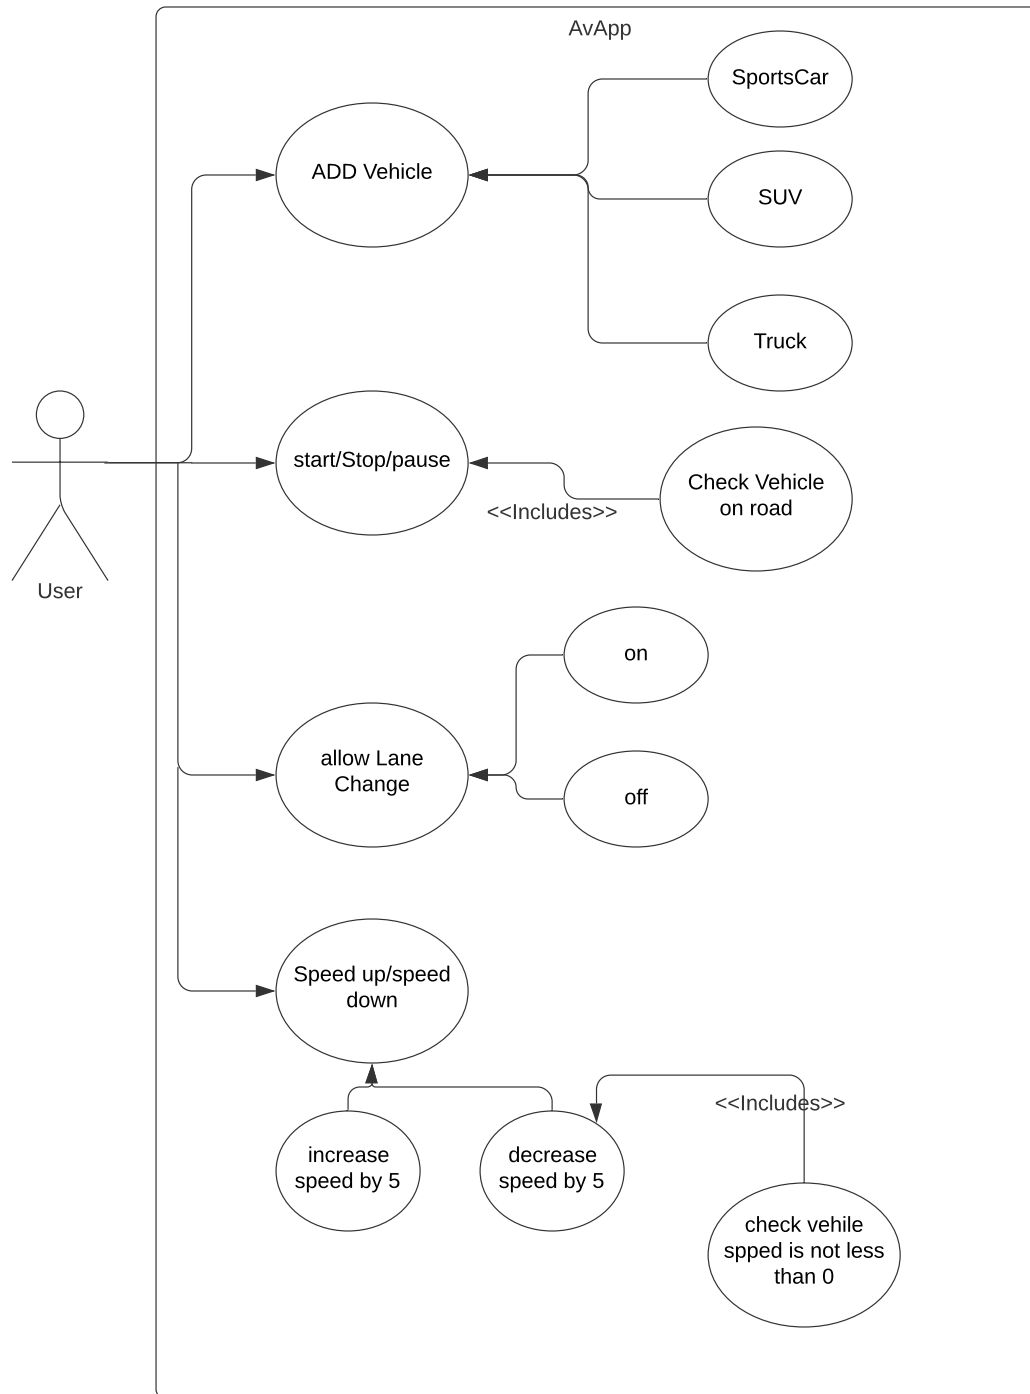 AvApp
SportsCar
ADD Vehicle
SUV
Truck
start/Stop/pause
Check Vehicle
on road
<<Includes>>
User
on
allow Lane
Change
off
Speed up/speed
down
<<Includes>>
increase
speed by 5
decrease
speed by 5
check vehile
spped is not less
than 0